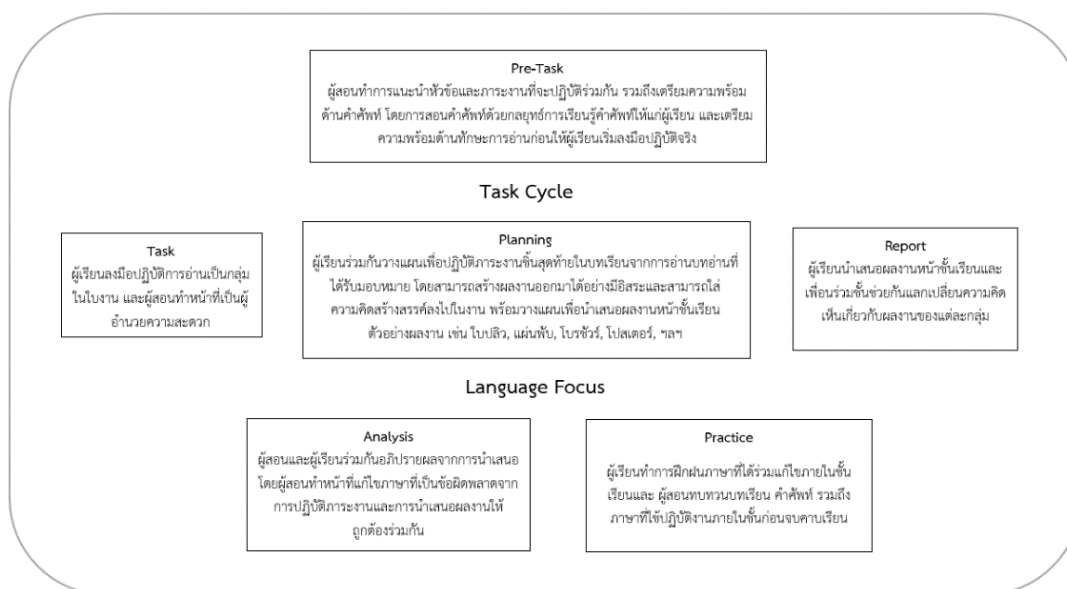 Pre-Task
ผู้สอนทำการแนะนำหัวข้อและภาระงานที่จะปฏิบัติร่วมกัน รวมถึงเตรียมความพร้อม
ด้านคำศัพท์ โดยการสอนคำศัพท์ด้วยกลยุทธ์การเรียนรู้คำศัพท์ให้แก่ผู้เรียน และเตรียม
ความพร้อมด้านทักษะการอ่านก่อนให้ผู้เรียนเริ่มลงมือปฏิบัติจริง
Task Cycle
Task
ผู้เรียนลงมือปฏิบัติการอ่านเป็นกลุ่ม
ในใบงาน และผู้สอนทำหน้าที่เป็นผู้
อำนวยความสะดวก
Planning
ผู้เรียนร่วมกันวางแผนเพื่อปฏิบัติภาระงานชิ้นสุดท้ายในบทเรียนจากการอ่านบทอ่านที่
ได้รับมอบหมาย โดยสามารถสร้างผลงานออกมาได้อย่างมีอิสระและสามารถใส่
ความคิดสร้างสรรค์ลงไปในงาน พร้อมวางแผนเพื่อนำเสนอผลงานหน้าชั้นเรียน
ตัวอย่างผลงาน เช่น ใบปลิว, แผ่นพับ, โบรชัวร์, โปสเตอร์, ฯลฯ
Report
ผู้เรียนนำเสนอผลงานหน้าชั้นเรียนและ
เพื่อนร่วมชั้นช่วยกันแลกเปลี่ยนความคิด
เห็นเกี่ยวกับผลงานของแต่ละกลุ่ม
Language Focus
Analysis
ผู้สอนและผู้เรียนร่วมกันอภิปรายผลจากการนำเสนอ
โดยผู้สอนทำหน้าที่แก้ไขภาษาที่เป็นข้อผิดพลาดจาก
การปฏิบัติภาระงานและการนำเสนอผลงานให้
ถูกต้องร่วมกัน
Practice
ผู้เรียนทำการฝึกฝนภาษาที่ได้ร่วมแก้ไขภายในชั้น
เรียนและ ผู้สอนทบทวนบทเรียน คำศัพท์ รวมถึง
ภาษาที่ใช้ปฏิบัติงานภายในชั้นก่อนจบคาบเรียน